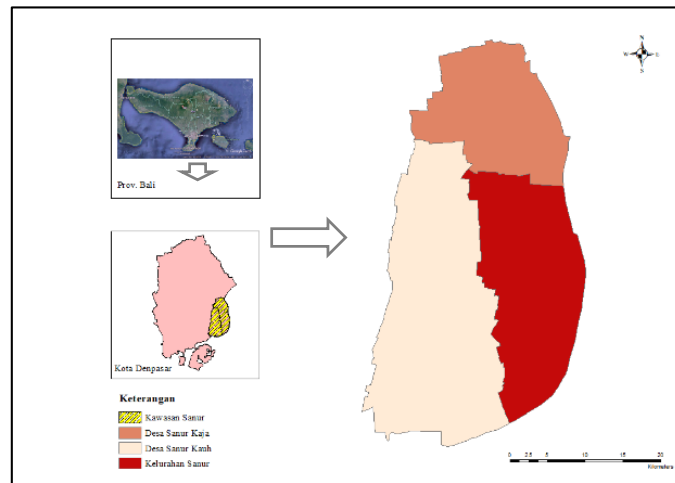 Prov. Bali
Kota Denpasar
Keterangan
Kawasan Sanur
Desa Sanur Kaja
Desa Sanur Kauh
Kelurahan Sanur
N
W E
S
0 2,5 5 10 15 20
Kilometers